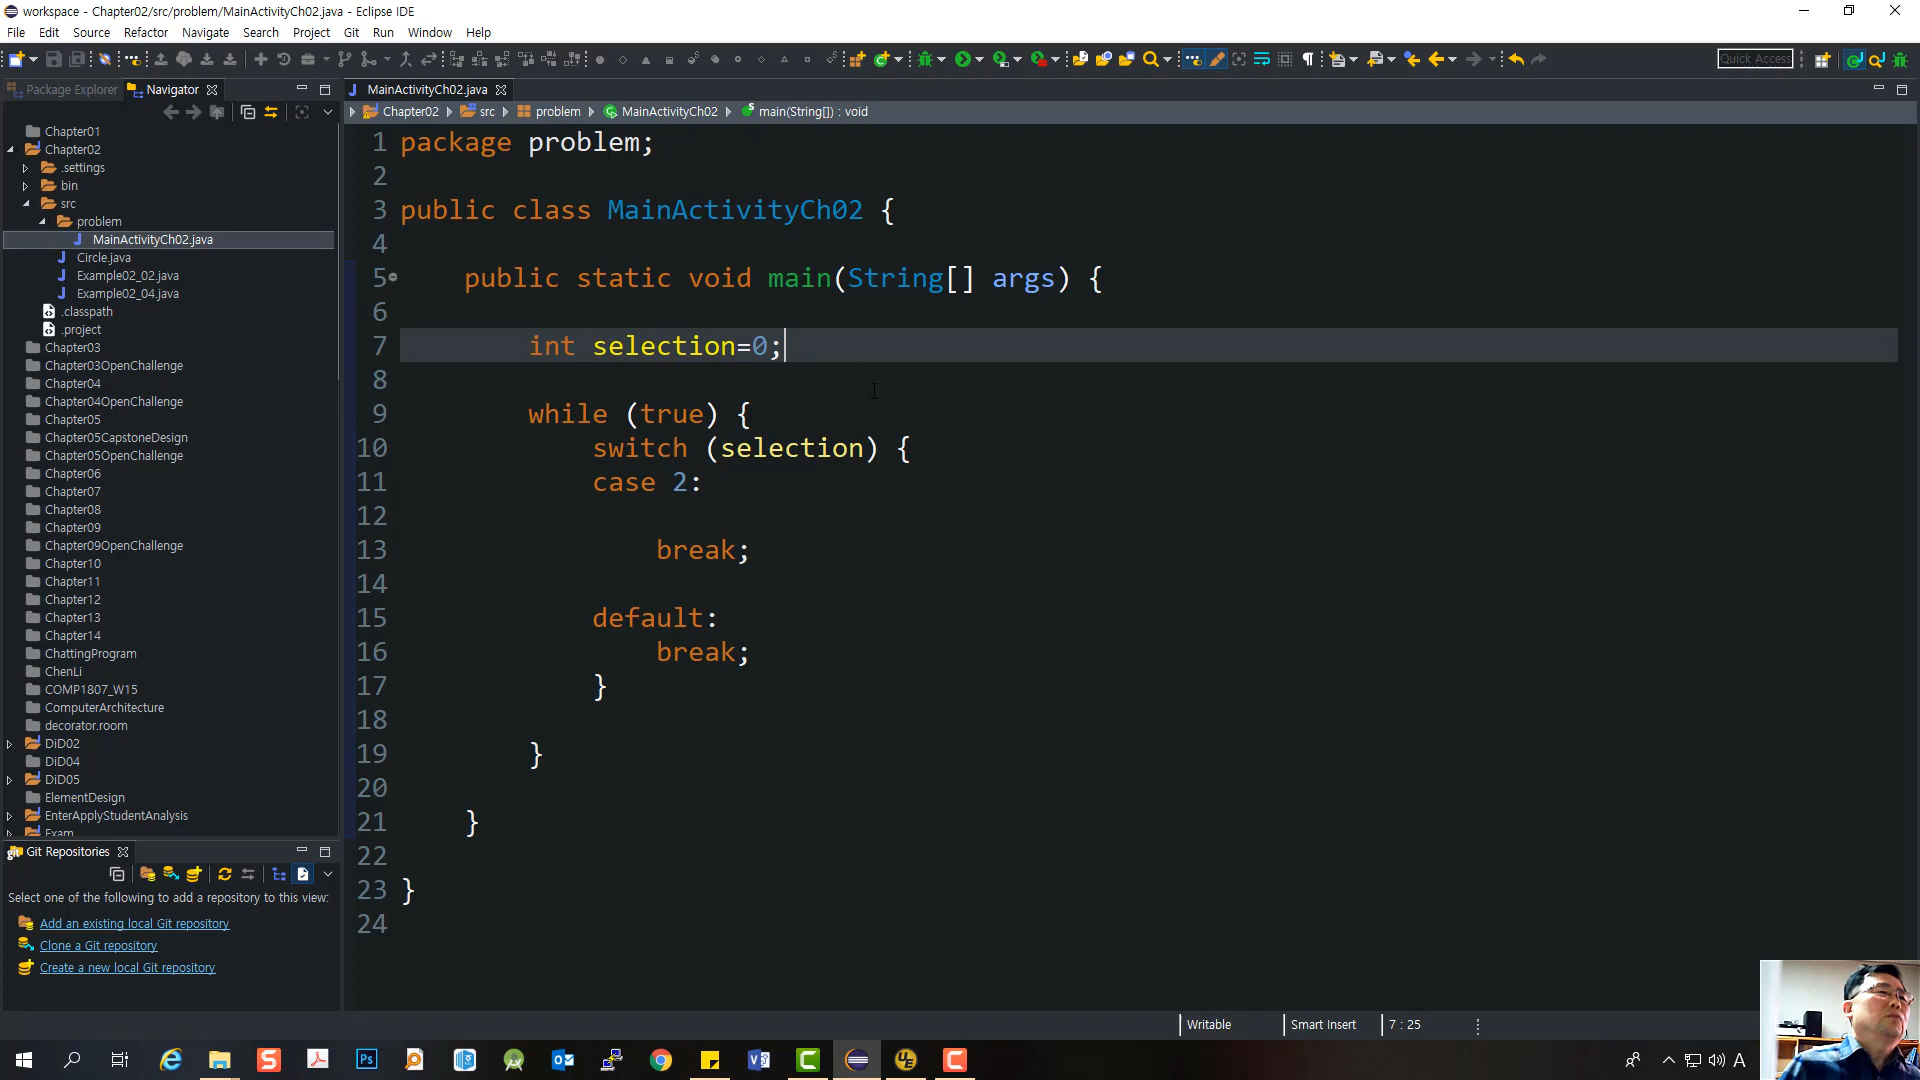 workspace - Chapter02/src/problem/MainActivityCh02.java - Eclipse IDE
File Edit Source Refactor Navigate Search Project Git Run Window Help
Quick Access
Package Explorer Navigator
MainActivityCh02.java
Chapter02 src problem MainActivityCh02 main(String[]) : void
Chapter01
Chapter02
.settings
bin
src
problem
MainActivityCh02.java
Circle.java
Example02_02.java
Example02_04.java
.classpath
.project
Chapter03
Chapter03OpenChallenge
Chapter04
Chapter04OpenChallenge
Chapter05
Chapter05CapstoneDesign
Chapter05OpenChallenge
Chapter06
Chapter07
Chapter08
Chapter09
Chapter09OpenChallenge
Chapter10
Chapter11
Chapter12
Chapter13
Chapter14
ChattingProgram
ChenLi
COMP1807_W15
ComputerArchitecture
decorator.room
DiD02
DiD04
DiD05
ElementDesign
EnterApplyStudentAnalysis
Exam
Git Repositories
Select one of the following to add a repository to this view:
Add an existing local Git repository
Clone a Git repository
Create a new local Git repository
1 package problem;
2
3 public class MainActivityCh02 {
4
5 public static void main(String[] args) {
6
7 int selection=0;
8
9 while (true) {
10 switch (selection) {
11 case 2:
12
13 break;
14
15 default:
16 break;
17 }
18
19 }
20
21 }
22
23 }
24
Writable Smart Insert 7 : 25
A